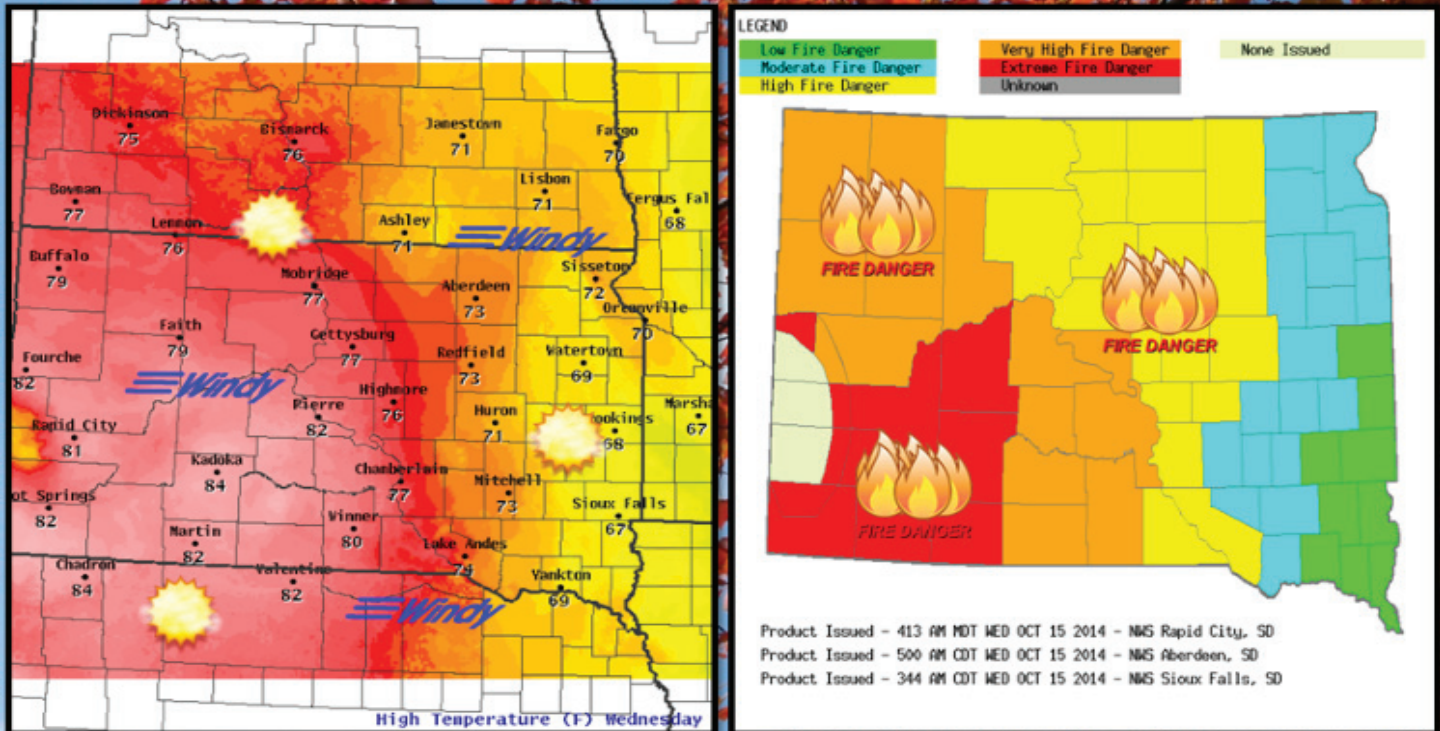 Dickinson
75
Bismarck
76
Jamestown
71
Fargo
70
Bowman
77
Lisbon
71
Fergus Fal
68
Lemmon
76
Ashley
71
Windy
Buffalo
79
Mobridge
77
Aberdeen
73
Sisseton
72
Ortonville
70
Faith
79
Gettysburg
77
Redfield
73
Watertown
69
Fourche
82
Windy
Pierre
82
Highmore
76
Huron
71
ookings
68
Marsha
67
Rapid City
81
Kadoka
84
Chamberlain
77
Mitchell
73
ot Springs
82
Martin
82
Winner
80
Sioux Falls
67
Lake Andes
74
Chadron
84
Valentine
82
Yankton
69
Windy
High Temperature (F) Wednesday
LEGEND
Low Fire Danger
Moderate Fire Danger
High Fire Danger
Very High Fire Danger
Extreme Fire Danger
Unknown
None Issued
FIRE DANGER
FIRE DANGER
FIRE DANGER
Product Issued - 413 AM MDT WED OCT 15 2014 - NWS Rapid City, SD
Product Issued - 500 AM CDT WED OCT 15 2014 - NWS Aberdeen, SD
Product Issued - 344 AM CDT WED OCT 15 2014 - NWS Sioux Falls, SD